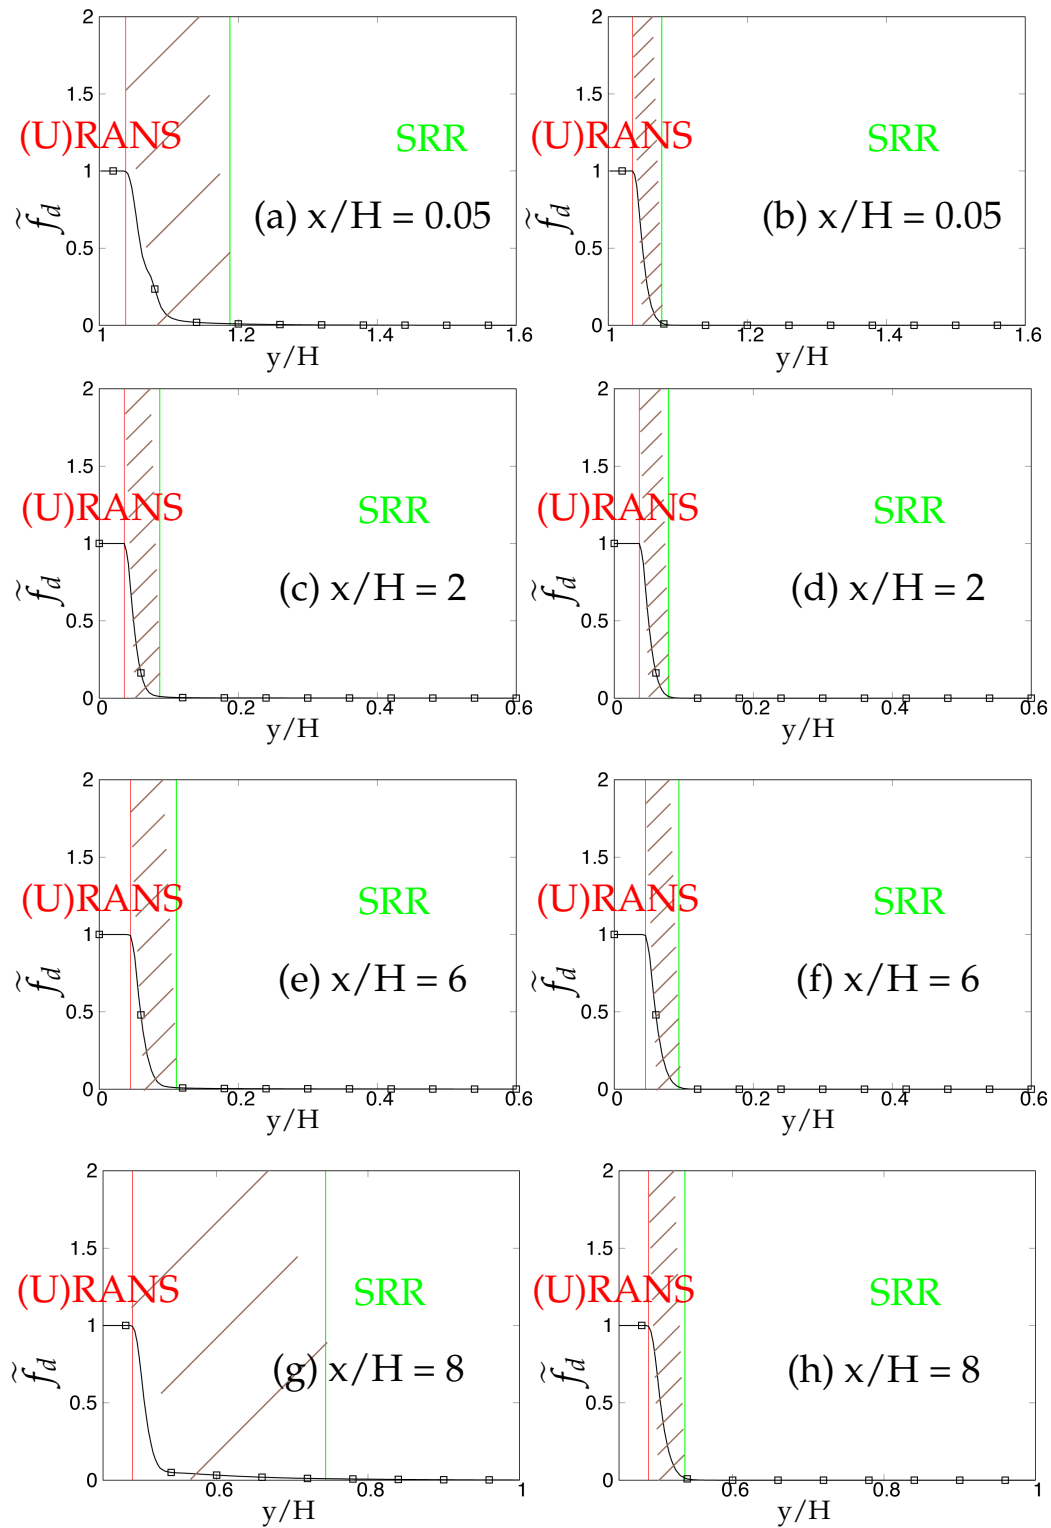 2
1.5
(U)RANS SRR
1
f̃d (a) x/H = 0.05
0.5
0
1 1.2 1.4 1.6
y/H
2
1.5
(U)RANS SRR
1
f̃d (b) x/H = 0.05
0.5
0
1 1.2 1.4 1.6
y/H
2
1.5
(U)RANS SRR
1
f̃d (c) x/H = 2
0.5
0
0 0.2 0.4 0.6
y/H
2
1.5
(U)RANS SRR
1
f̃d (d) x/H = 2
0.5
0
0 0.2 0.4 0.6
y/H
2
1.5
(U)RANS SRR
1
f̃d (e) x/H = 6
0.5
0
0 0.2 0.4 0.6
y/H
2
1.5
(U)RANS SRR
1
f̃d (f) x/H = 6
0.5
0
0 0.2 0.4 0.6
y/H
2
1.5
(U)RANS SRR
1
f̃d (g) x/H = 8
0.5
0
0.6 0.8 1
y/H
2
1.5
(U)RANS SRR
1
f̃d (h) x/H = 8
0.5
0
0.6 0.8 1
y/H